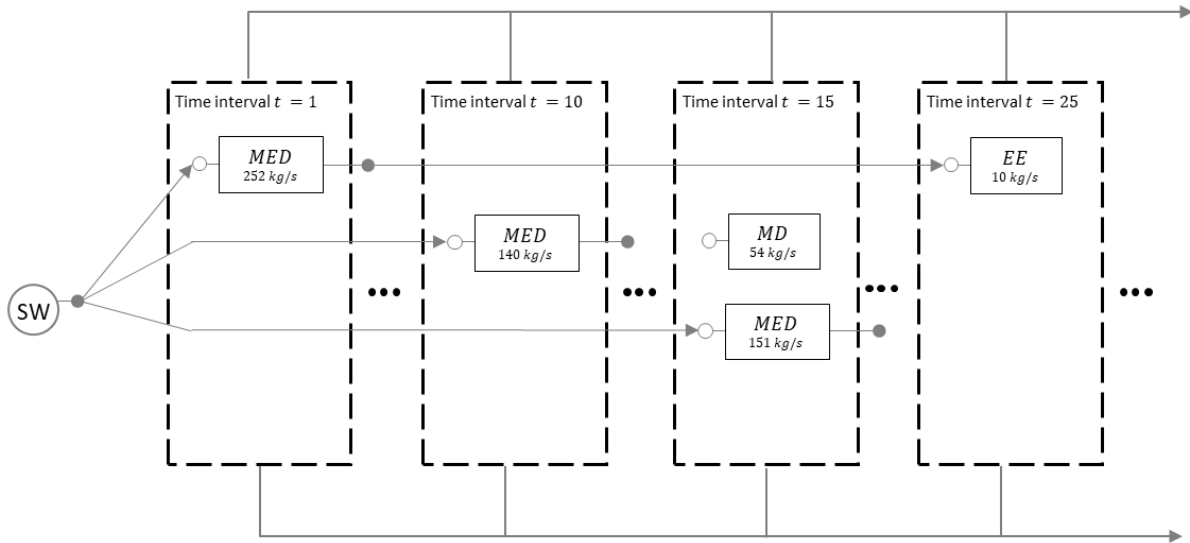 Time interval t = 1
Time interval t = 10
Time interval t = 15
Time interval t = 25
MED
252 kg/s
EE
10 kg/s
MED
140 kg/s
MD
54 kg/s
SW
MED
151 kg/s